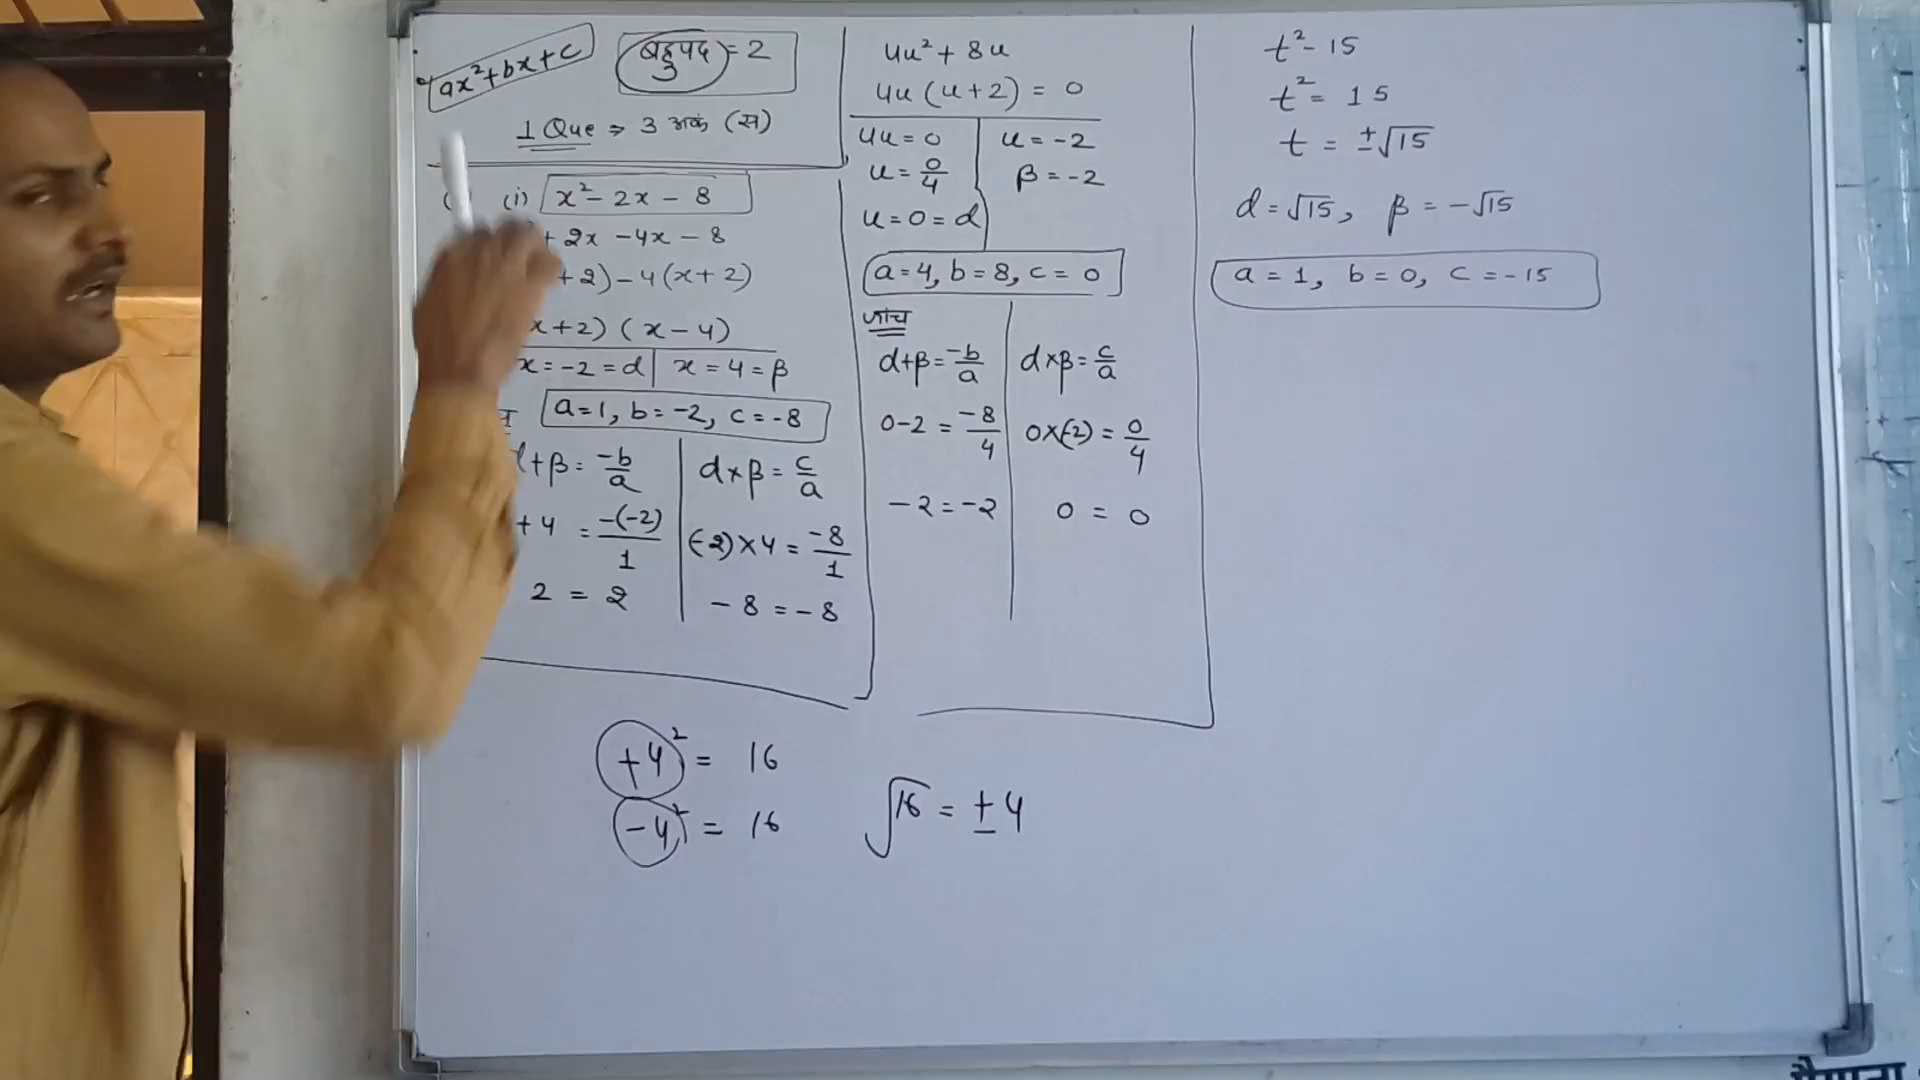 ax²+bx+c
बहुपद = 2
1 Que ⇒ 3 अंक (स)
(i) x² - 2x - 8
+ 2x - 4x - 8
+ 2) - 4(x + 2)
x + 2) (x - 4)
x = -2 = α | x = 4 = β
a = 1, b = -2, c = -8
+ β = -b/a
α × β = c/a
+ 4 = -(-2)/1
(-2) × 4 = -8/1
2 = 2
- 8 = - 8
4u² + 8u
4u (u + 2) = 0
4u = 0
u = -2
u = 0/4
β = -2
u = 0 = α
a = 4, b = 8, c = 0
जांच
α + β = -b/a
α × β = c/a
0 - 2 = -8/4
0×(-2) = 0/4
- 2 = - 2
0 = 0
t² - 15
t² = 15
t = ±√15
α = √15, β = -√15
a = 1, b = 0, c = -15
+4² = 16
-4² = 16
√16 = ± 4